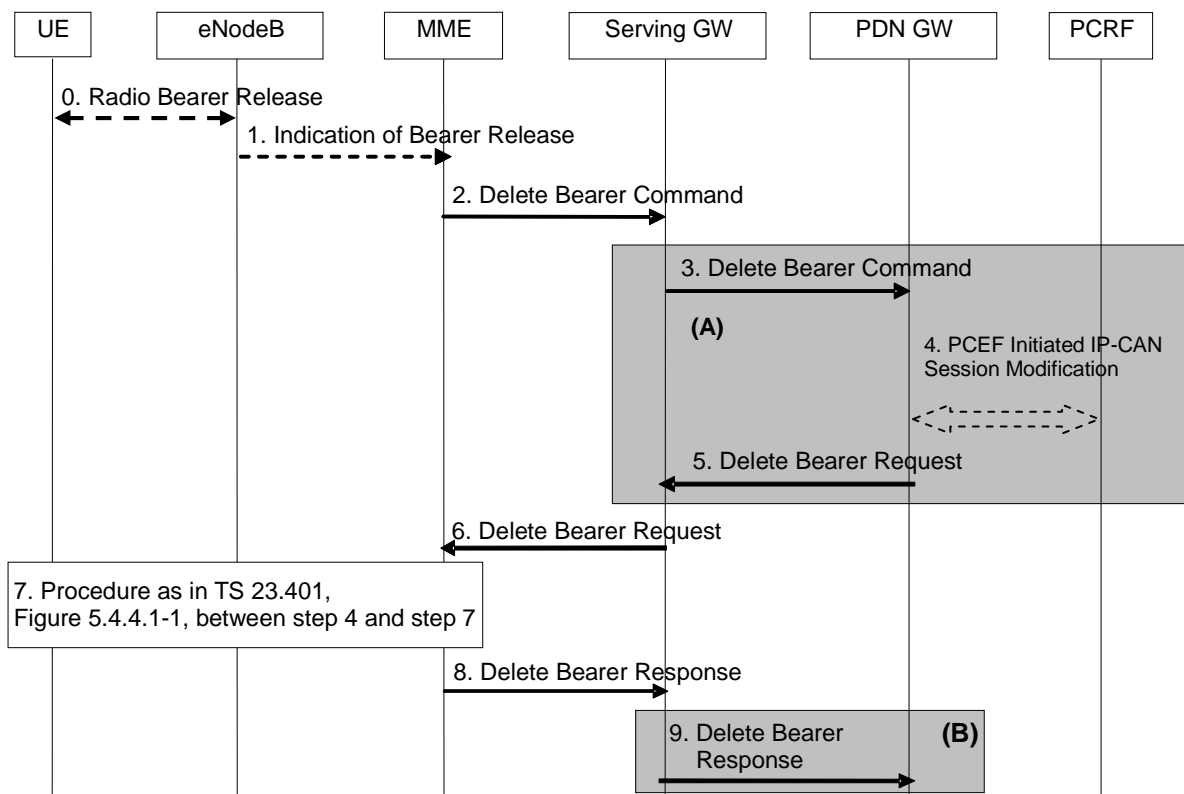 UE
eNodeB
MME
Serving GW
PDN GW
PCRF
0. Radio Bearer Release
1. Indication of Bearer Release
2. Delete Bearer Command
3. Delete Bearer Command
(A)
4. PCEF Initiated IP-CAN
Session Modification
5. Delete Bearer Request
6. Delete Bearer Request
7. Procedure as in TS 23.401,
Figure 5.4.4.1-1, between step 4 and step 7
8. Delete Bearer Response
9. Delete Bearer
Response
(B)